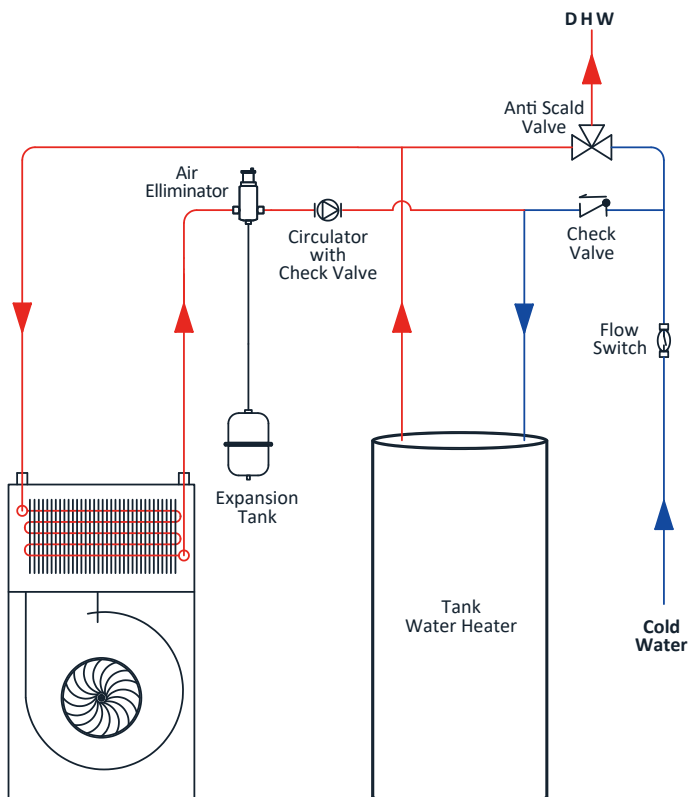 DHW
Anti Scald
Valve
Air
Elliminator
Circulator
with
Check Valve
Check
Valve
Flow
Switch
Expansion
Tank
Tank
Water Heater
Cold
Water